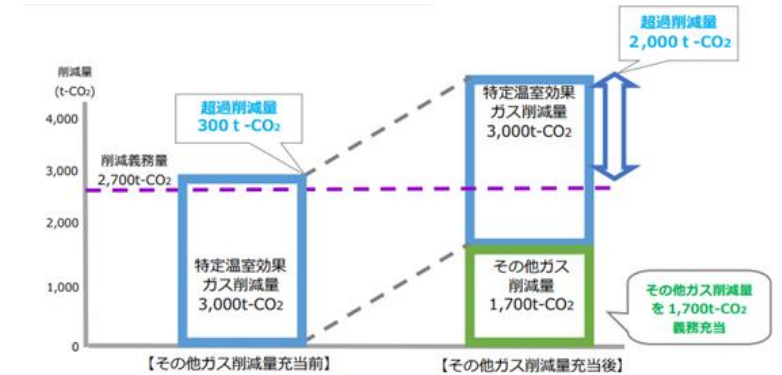 超過削減量
2,000 t -CO₂
削減量
(t-CO₂)
超過削減量
300 t -CO₂
特定温室効果
ガス削減量
3,000t-CO₂
4,000
削減義務量
3,000
2,700t-CO₂
2,000
特定温室効果
ガス削減量
3,000t-CO₂
その他ガス
削減量
1,700t-CO₂
1,000
その他ガス削減量
を 1,700t-CO₂
義務充当
0
【その他ガス削減量充当前】
【その他ガス削減量充当後】